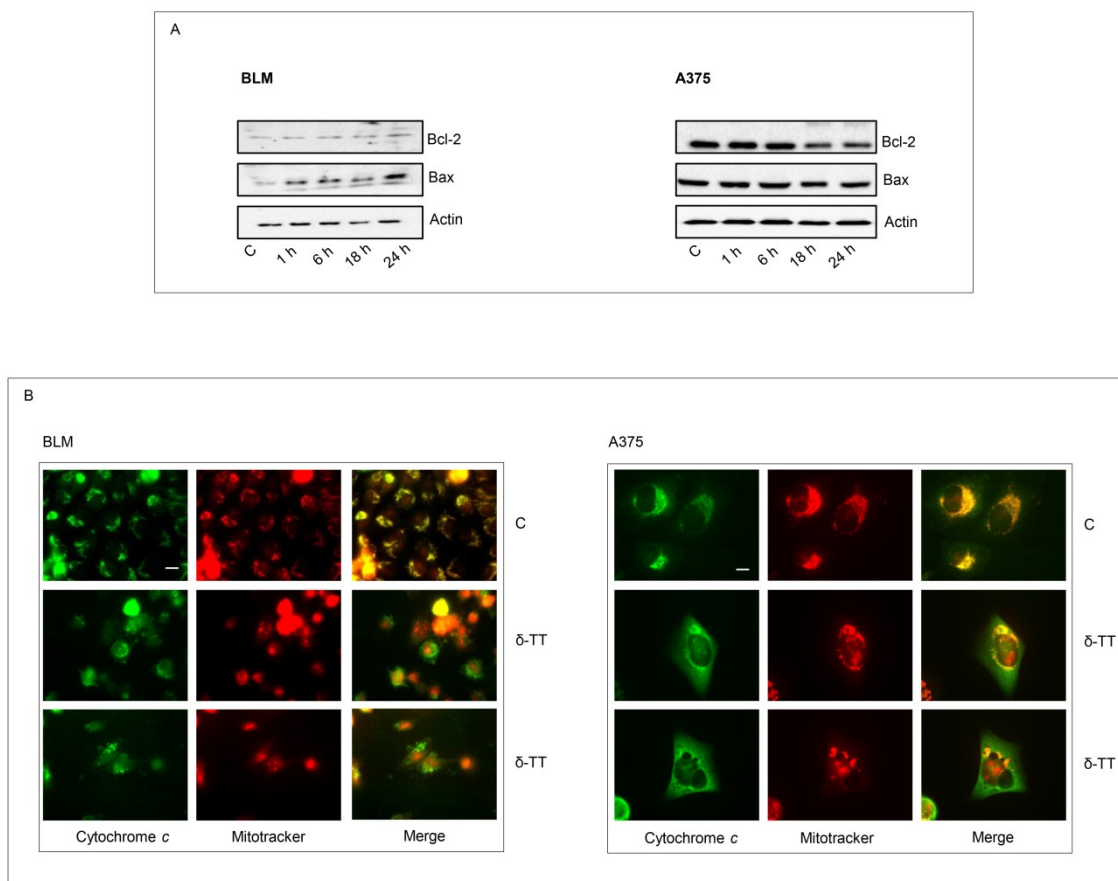 A
BLM
Bcl-2
Bax
Actin
C 1 h 6 h 18 h 24 h
A375
Bcl-2
Bax
Actin
C 1 h 6 h 18 h 24 h
B
BLM
C
δ-TT
δ-TT
Cytochrome c Mitotracker Merge
A375
C
δ-TT
δ-TT
Cytochrome c Mitotracker Merge